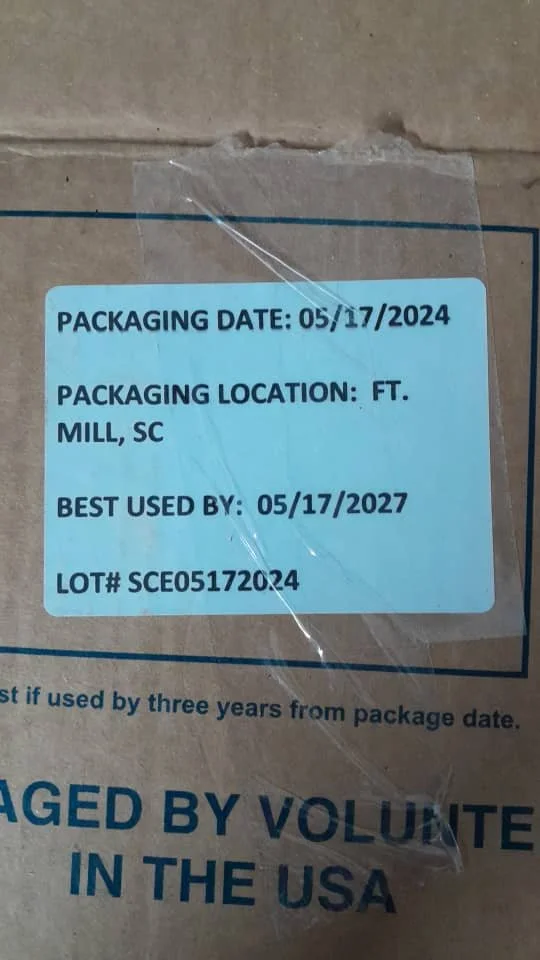 PACKAGING DATE: 05/17/2024
PACKAGING LOCATION: FT.
MILL, SC
BEST USED BY: 05/17/2027
LOT# SCE05172024
st if used by three years from package date.
AGED BY VOLUNTE
IN THE USA